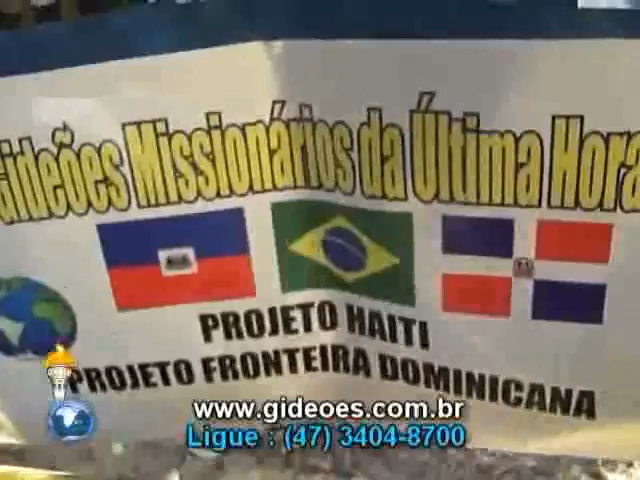 Gideões Missionários da Última Hora
PROJETO HAITI
PROJETO FRONTEIRA DOMINICANA
www.gideoes.com.br
Ligue : (47) 3404-8700